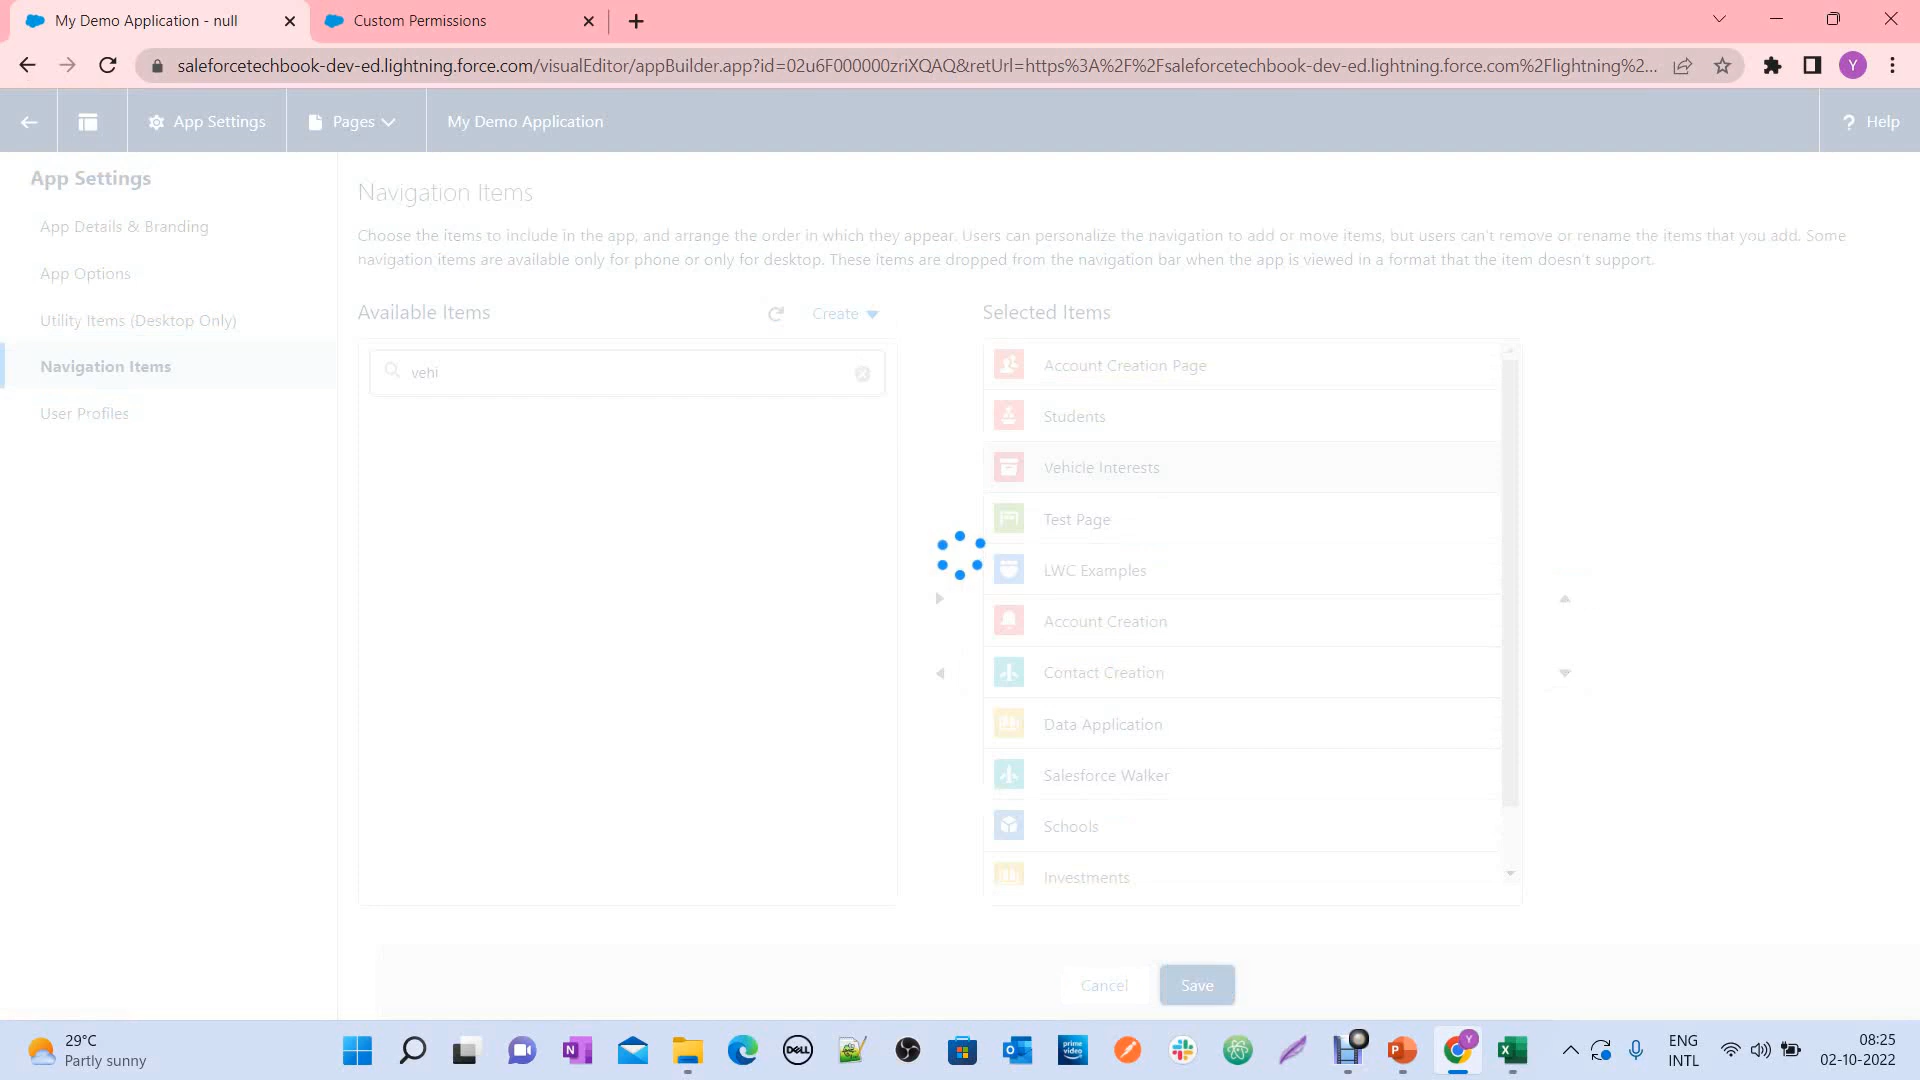 My Demo Application - null
Custom Permissions
saleforcetechbook-dev-ed.lightning.force.com/visualEditor/appBuilder.app?id=02u6F000000zriXQAQ&retUrl=https%3A%2F%2Fsaleforcetechbook-dev-ed.lightning.force.com%2Flightning%2...
Y
App Settings
Pages
My Demo Application
? Help
App Settings
App Details & Branding
App Options
Utility Items (Desktop Only)
Navigation Items
User Profiles
Navigation Items
Choose the items to include in the app, and arrange the order in which they appear. Users can personalize the navigation to add or move items, but users can't remove or rename the items that you add. Some
navigation items are available only for phone or only for desktop. These items are dropped from the navigation bar when the app is viewed in a format that the item doesn't support.
Available Items
Create
vehi
Selected Items
Account Creation Page
Students
Vehicle Interests
Test Page
LWC Examples
Account Creation
Contact Creation
Data Application
Salesforce Walker
Schools
Investments
Cancel
Save
29°C
Partly sunny
N
DELL
prime video
P
Y
X
ENG
INTL
08:25
02-10-2022